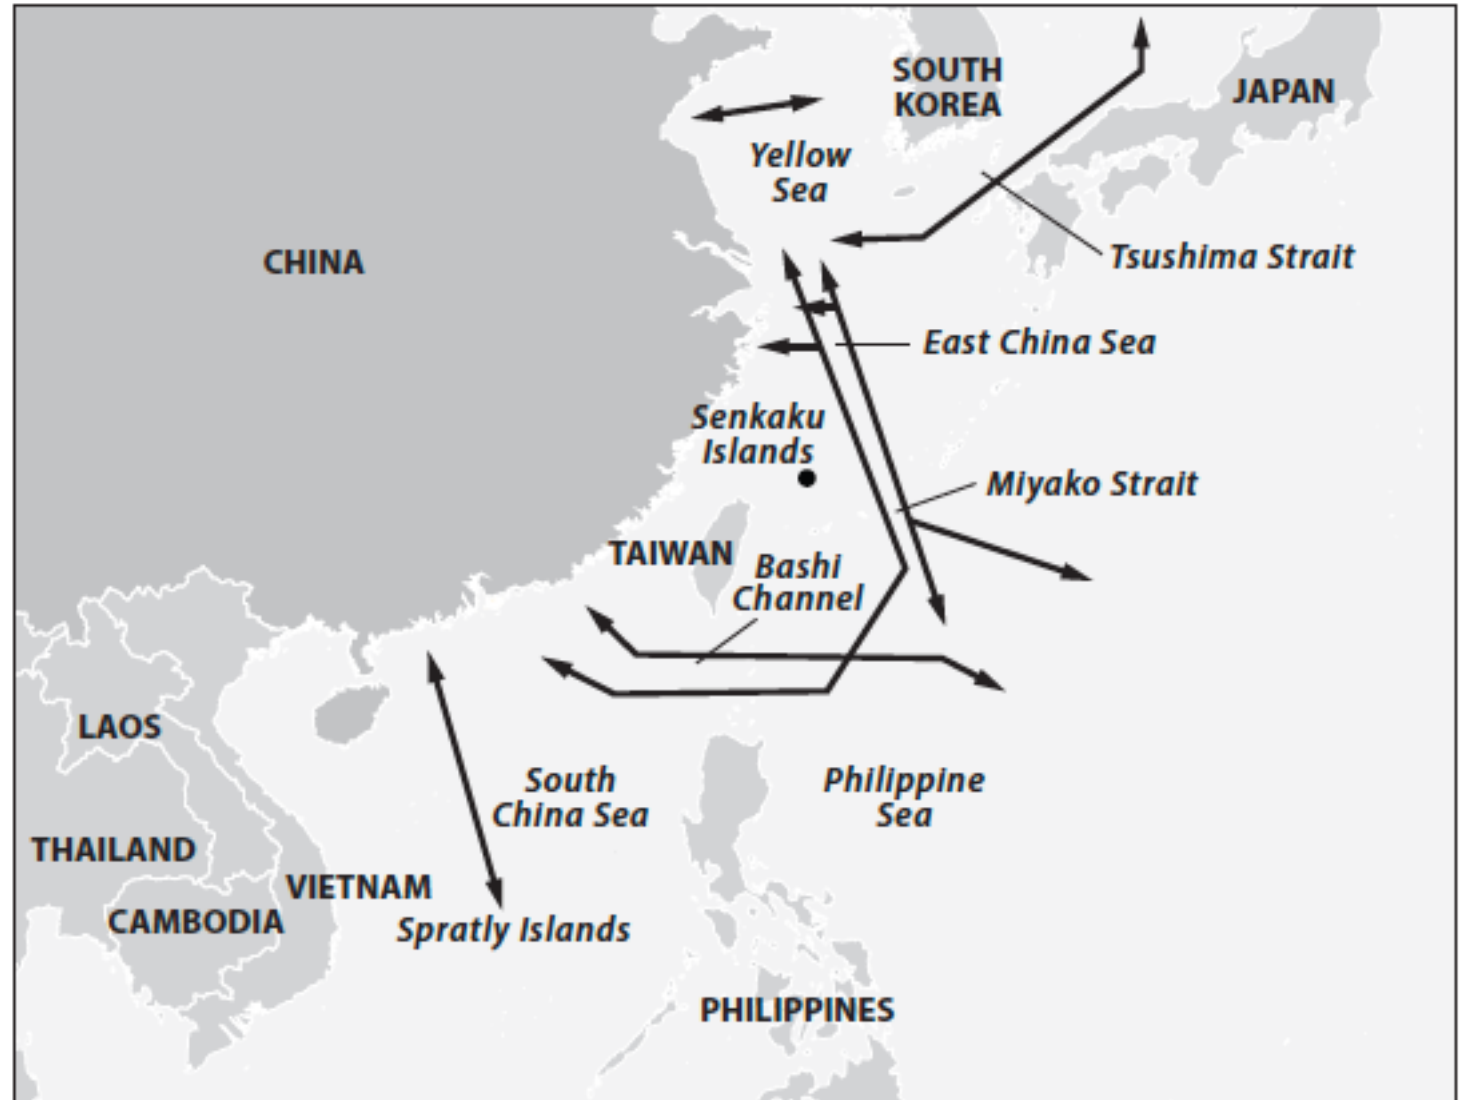 SOUTH
KOREA
JAPAN
Yellow
Sea
CHINA
Tsushima Strait
East China Sea
Senkaku
Islands
Miyako Strait
TAIWAN
Bashi
Channel
LAOS
South
China Sea
Philippine
Sea
THAILAND
VIETNAM
CAMBODIA
Spratly Islands
PHILIPPINES